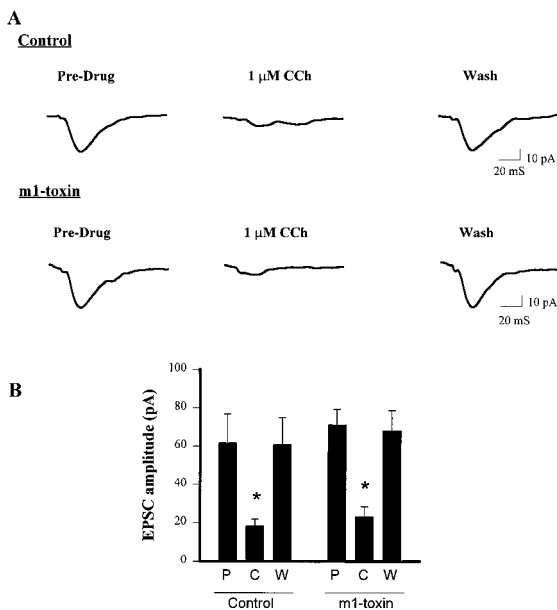 A
Control
Pre-Drug 1 μM CCh Wash
10 pA
20 mS
m1-toxin
Pre-Drug 1 μM CCh Wash
10 pA
20 mS
B
EPSC amplitude (pA)
100
80
60
40
20
0
*
*
P C W P C W
Control m1-toxin